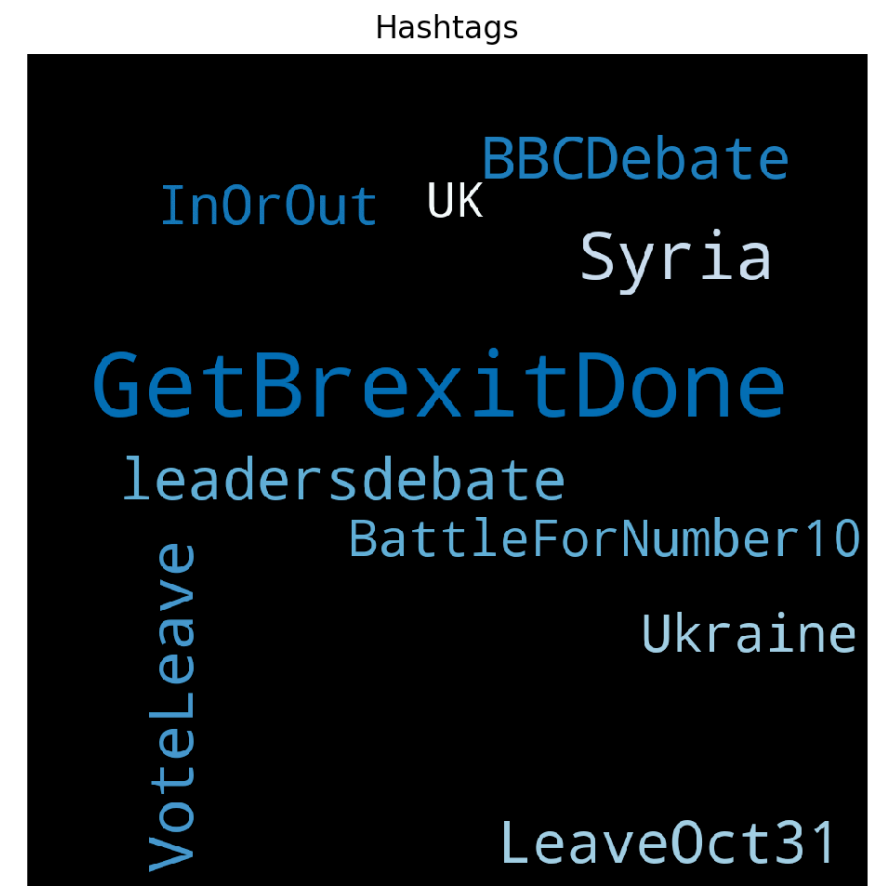 Hashtags
BBCDebate
InOrOut
UK
Syria
GetBrexitDone
leadersdebate
BattleForNumber10
VoteLeave
Ukraine
LeaveOct31